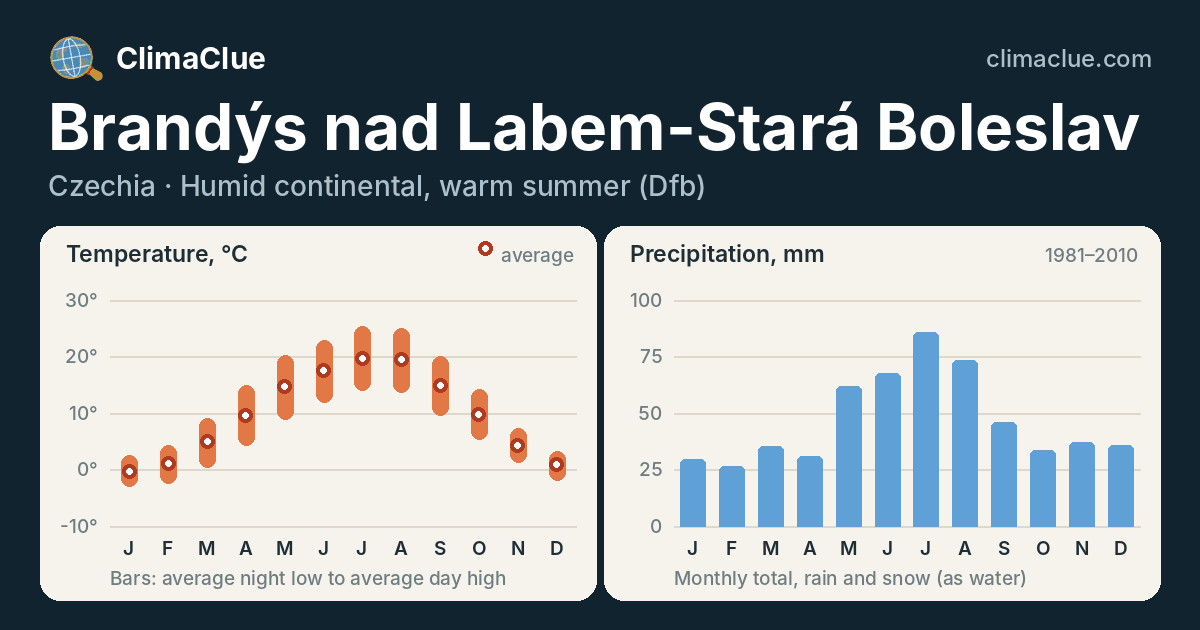 ClimaClue
climaclue.com
Brandýs nad Labem-Stará Boleslav
Czechia · Humid continental, warm summer (Dfb)
Temperature, °C
average
30°
20°
10°
0°
-10°
J F M A M J J A S O N D
Bars: average night low to average day high
Precipitation, mm
1981–2010
100
75
50
25
0
J F M A M J J A S O N D
Monthly total, rain and snow (as water)